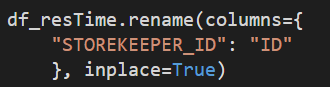 df_resTime.rename(columns={
    "STOREKEEPER_ID": "ID"
    }, inplace=True)